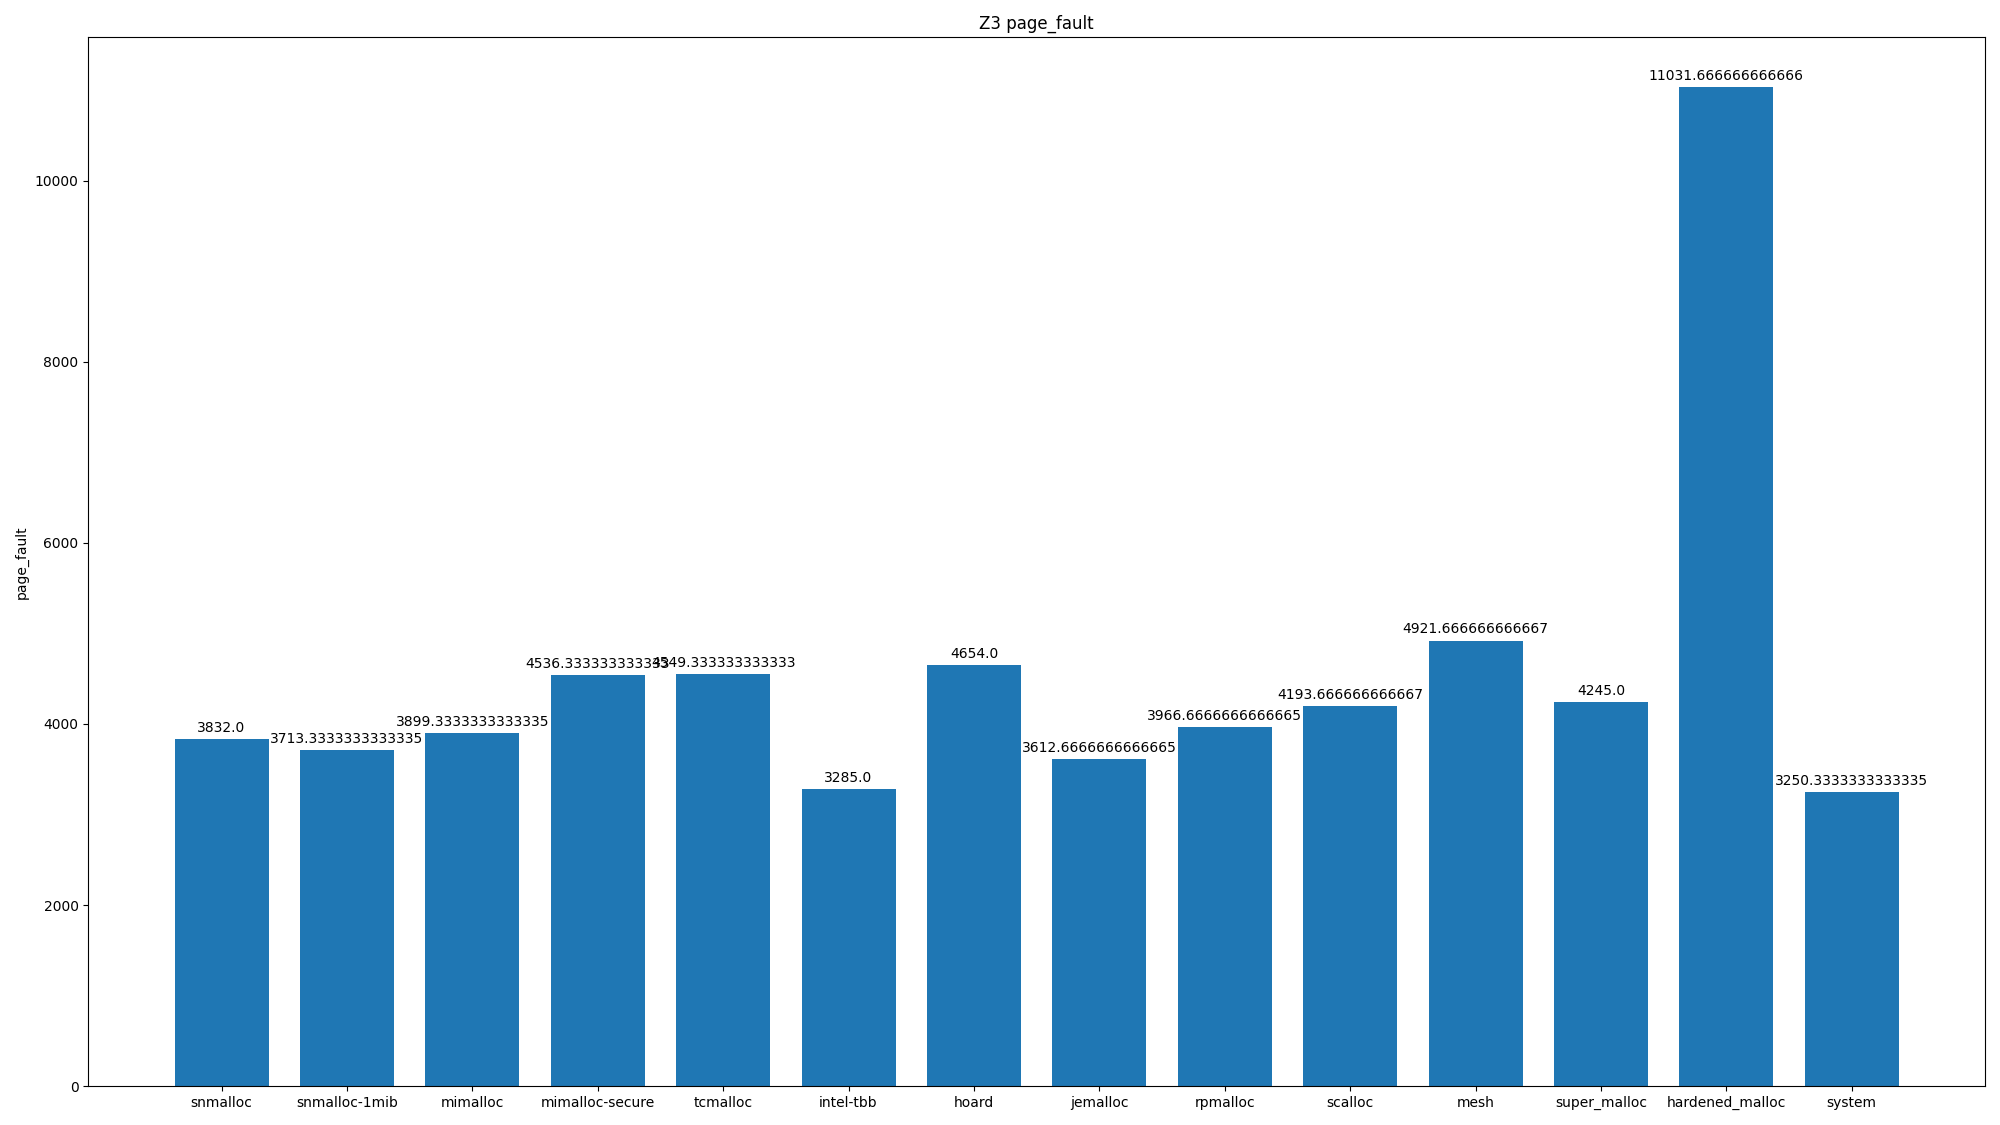 Z3 page_fault
page_fault
10000
8000
6000
4000
2000
0
3832.0
3713.3333333333335
3899.3333333333335
4536.333333333333
4549.333333333333
3285.0
4654.0
3612.6666666666665
3966.6666666666665
4193.666666666667
4921.666666666667
4245.0
11031.666666666666
3250.3333333333335
snmalloc
snmalloc-1mib
mimalloc
mimalloc-secure
tcmalloc
intel-tbb
hoard
jemalloc
rpmalloc
scalloc
mesh
super_malloc
hardened_malloc
system